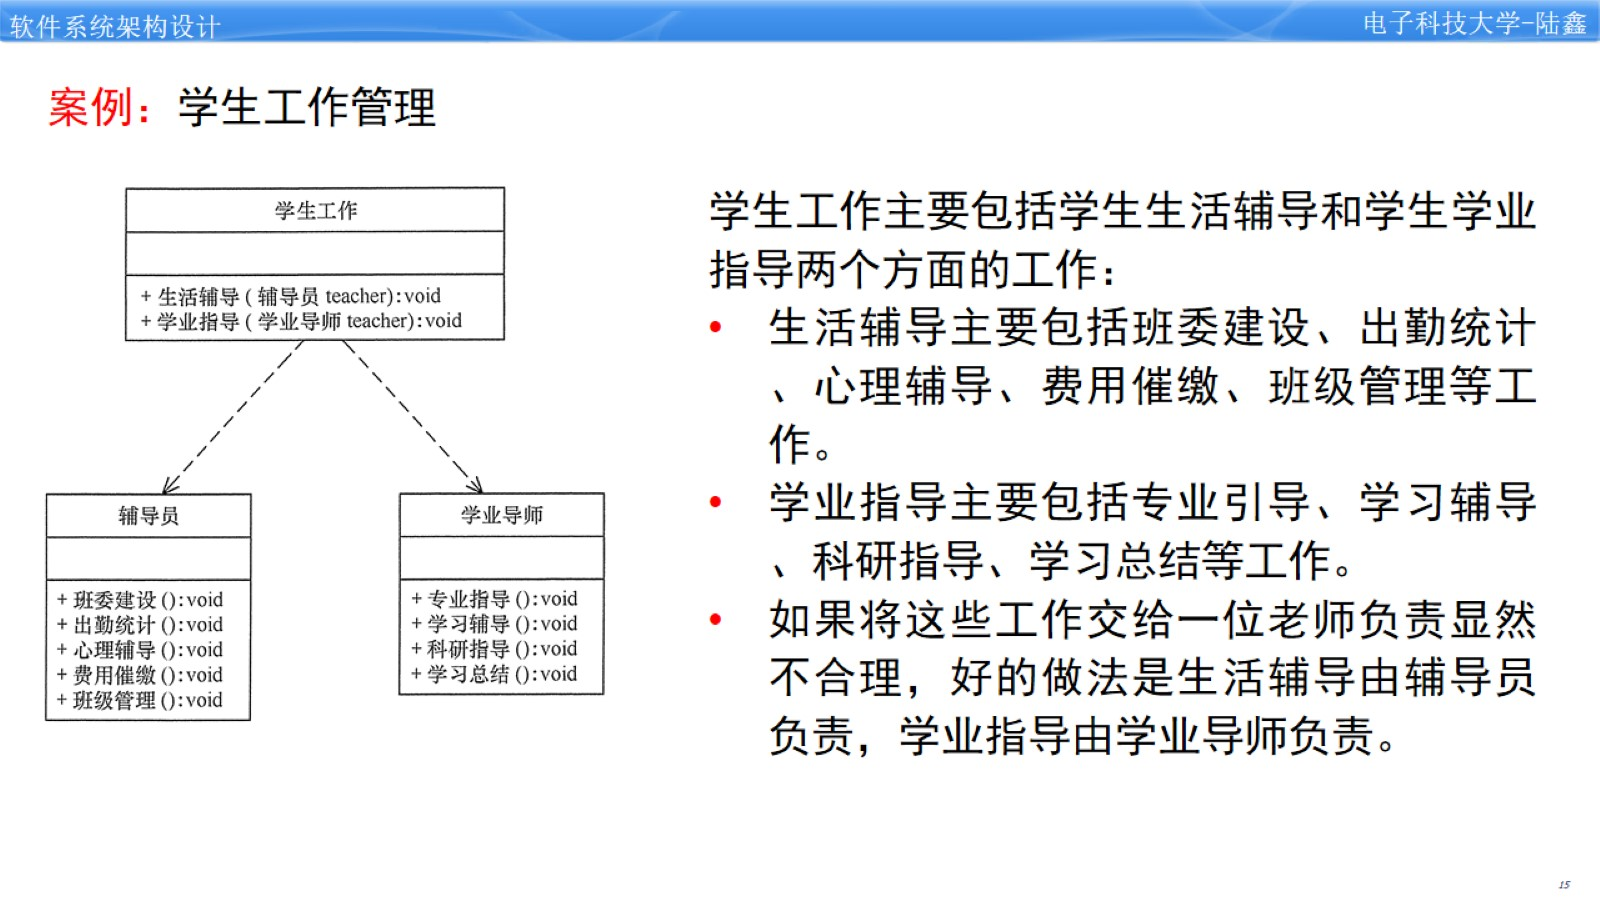 软件系统架构设计
电子科技大学-陆鑫
案例：学生工作管理
学生工作
+ 生活辅导 ( 辅导员 teacher):void
+ 学业指导 ( 学业导师 teacher):void
辅导员
+ 班委建设 ():void
+ 出勤统计 ():void
+ 心理辅导 ():void
+ 费用催缴 ():void
+ 班级管理 ():void
学业导师
+ 专业指导 ():void
+ 学习辅导 ():void
+ 科研指导 ():void
+ 学习总结 ():void
学生工作主要包括学生生活辅导和学生学业
指导两个方面的工作：
• 生活辅导主要包括班委建设、出勤统计
、心理辅导、费用催缴、班级管理等工
作。
• 学业指导主要包括专业引导、学习辅导
、科研指导、学习总结等工作。
• 如果将这些工作交给一位老师负责显然
不合理，好的做法是生活辅导由辅导员
负责，学业指导由学业导师负责。
15